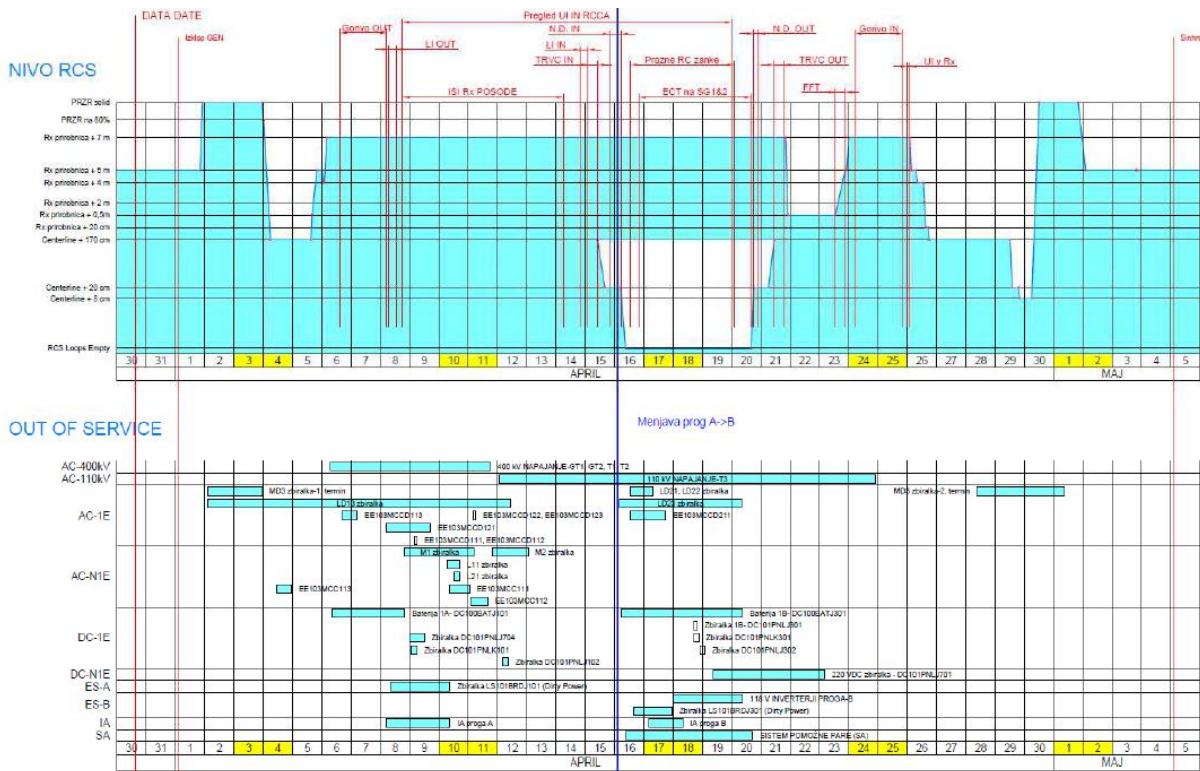 DATA DATE
Izklop GEN
Pregled UI IN RCCA
Gorivo OUT
N.D. IN
N.D. OUT
Gorivo IN
LI OUT
LI IN
TRVC IN
Prazne RC zanke
TRVC OUT
UI v Rx
ISI Rx POSODE
ECT na SG1&2
FFT
NIVO RCS
PRZR solid
PRZR na 80%
Rx prirobnica + 7 m
Rx prirobnica + 5 m
Rx prirobnica + 4 m
Rx prirobnica + 2 m
Rx prirobnica + 0,5m
Rx prirobnica + 20 cm
Centerline + 170 cm
Centerline + 20 cm
Centerline + 5 cm
RCS Loops Empty
30 31 1 2 3 4 5 6 7 8 9 10 11 12 13 14 15 16 17 18 19 20 21 22 23 24 25 26 27 28 29 30 1 2 3 4 5
APRIL MAJ
OUT OF SERVICE
Menjava prog A->B
AC-400kV
400 kV NAPAJANJE-GT1, GT2, T1, T2
AC-110kV
110 kV NAPAJANJE-T3
AC-1E
MD3 zbiralka-1. termin
LD21, LD22 zbiralka
MD3 zbiralka-2. termin
LD13 zbiralka
LD23 zbiralka
EE103MCCD113
EE103MCCD122, EE103MCCD123
EE103MCCD211
EE103MCCD121
EE103MCCD111, EE103MCCD112
AC-N1E
M1 zbiralka
M2 zbiralka
L11 zbiralka
L21 zbiralka
EE103MCC113
EE103MCC111
EE103MCC112
DC-1E
Baterija 1A- DC100BATJ101
Baterija 1B- DC100BATJ301
Zbiralka 1B- DC101PNLJ801
Zbiralka DC101PNLJ704
Zbiralka DC101PNLK301
Zbiralka DC101PNLK101
Zbiralka DC101PNLJ302
Zbiralka DC101PNLJ102
DC-N1E
220 VDC zbiralka - DC101PNLJ701
ES-A
Zbiralka LS101BRDJ101 (Dirty Power)
ES-B
118 V INVERTERJI PROGA-B
Zbiralka LS101BRDJ301 (Dirty Power)
IA
IA proga A
IA proga B
SA
SISTEM POMOŽNE PARE (SA)
30 31 1 2 3 4 5 6 7 8 9 10 11 12 13 14 15 16 17 18 19 20 21 22 23 24 25 26 27 28 29 30 1 2 3 4 5
APRIL MAJ